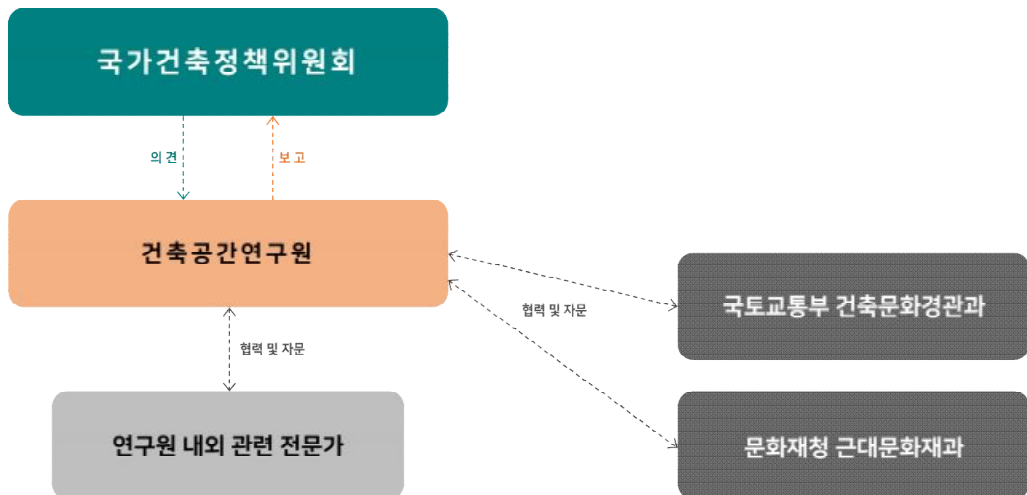 국가건축정책위원회
의 견
보 고
건축공간연구원
협력 및 자문
국토교통부 건축문화경관과
협력 및 자문
연구원 내외 관련 전문가
문화재청 근대문화재과